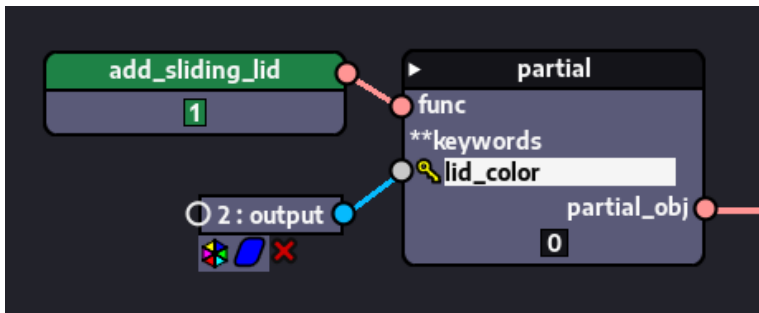 add_sliding_lid
1
partial
func
**keywords
lid_color
2 : output
partial_obj
0